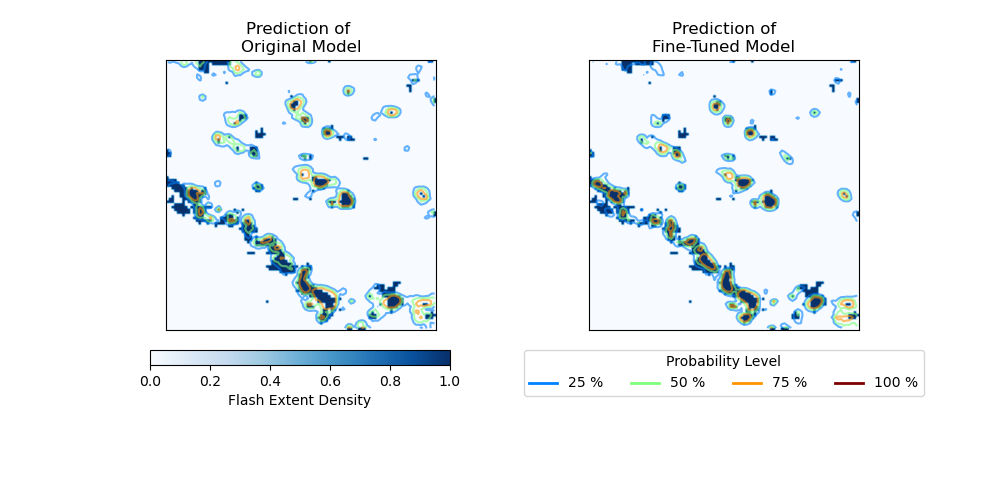 Prediction of
Original Model
Prediction of
Fine-Tuned Model
0.0 0.2 0.4 0.6 0.8 1.0
Flash Extent Density
Probability Level
25 % 50 % 75 % 100 %